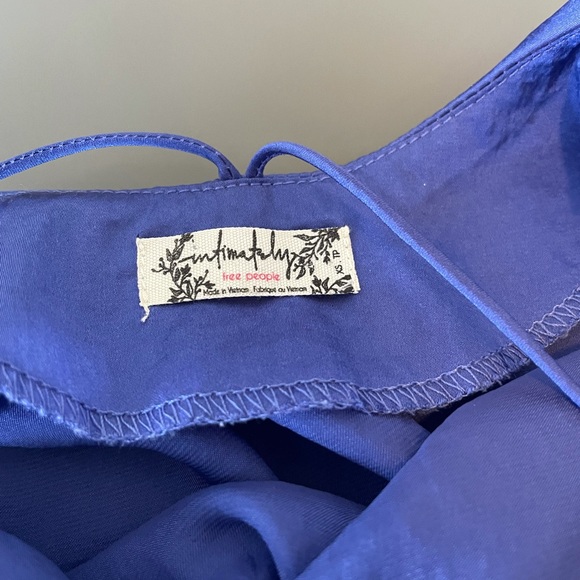 intimately
free people
Made in Vietnam Fabriqué au Vietnam
XS.TP